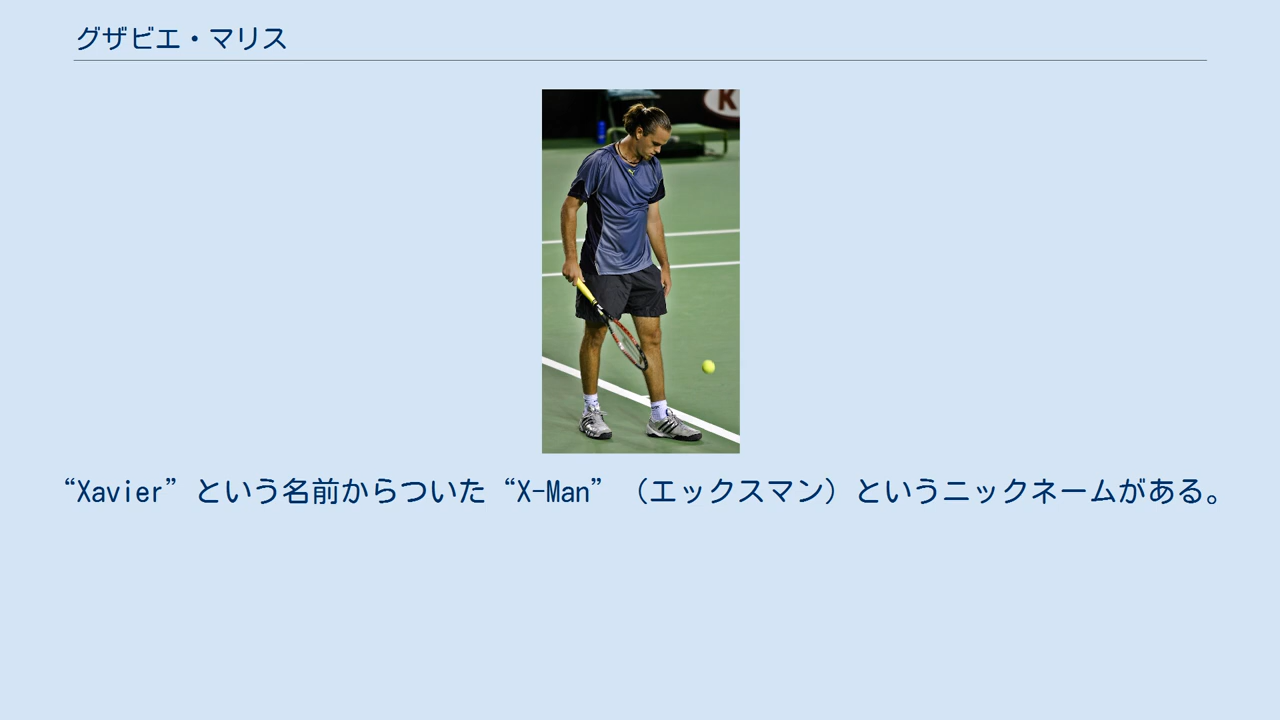 グザビエ・マリス
K
“Xavier”という名前からついた“X-Man”（エックスマン）というニックネームがある。